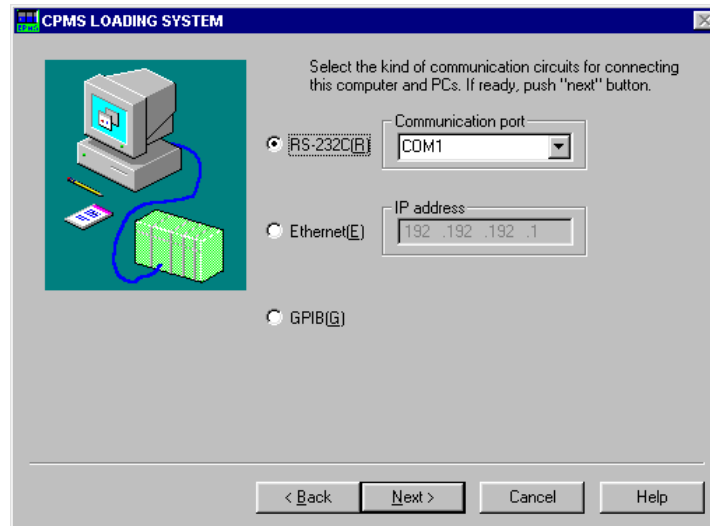 CPMS LOADING SYSTEM
CPMS
Select the kind of communication circuits for connecting
this computer and PCs. If ready, push "next" button.
RS-232C(R)
Communication port
COM1
Ethernet(E)
IP address
192 .192 .192 .1
GPIB(G)
< Back
Next >
Cancel
Help